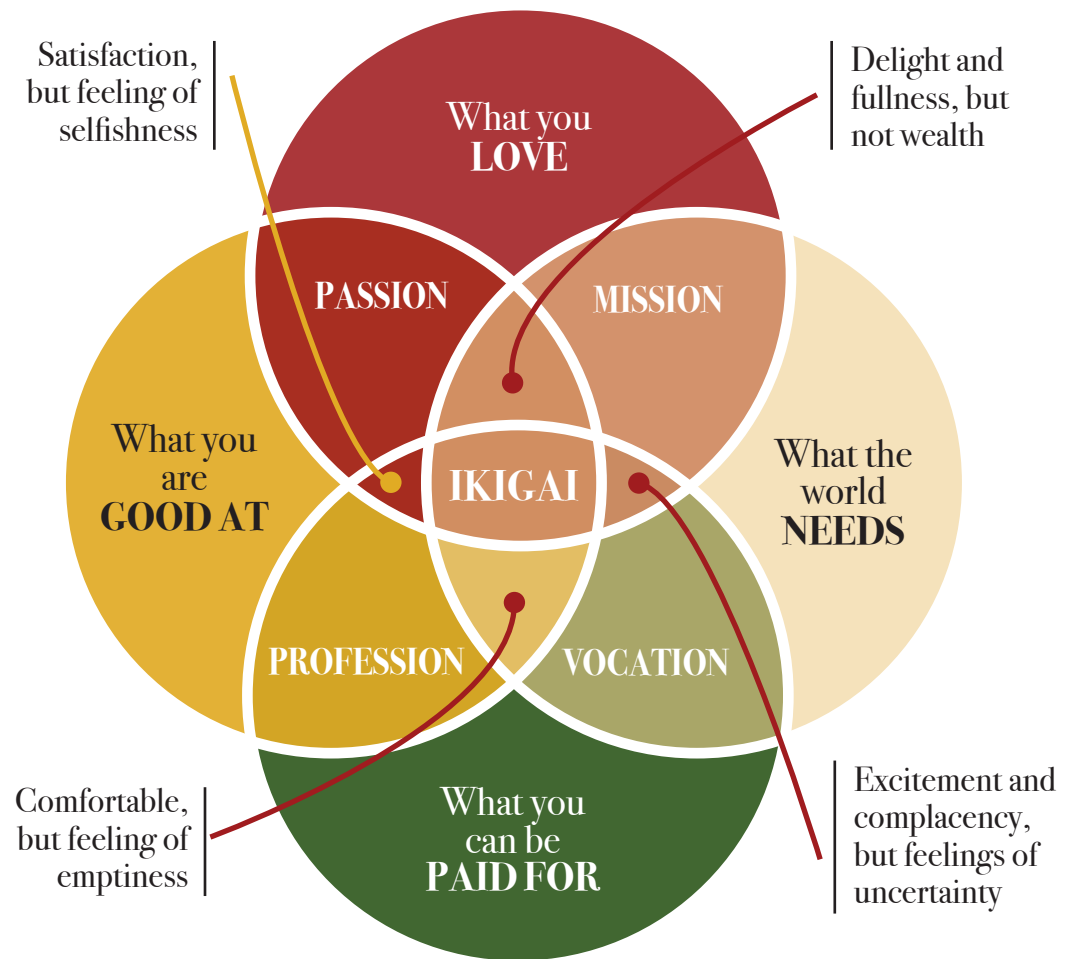 Satisfaction,
but feeling of
selfishness
Delight and
fullness, but
not wealth
What you
LOVE
PASSION
MISSION
What you
are
GOOD AT
IKIGAI
What the
world
NEEDS
PROFESSION
VOCATION
Comfortable,
but feeling of
emptiness
What you
can be
PAID FOR
Excitement and
complacency,
but feelings of
uncertainty